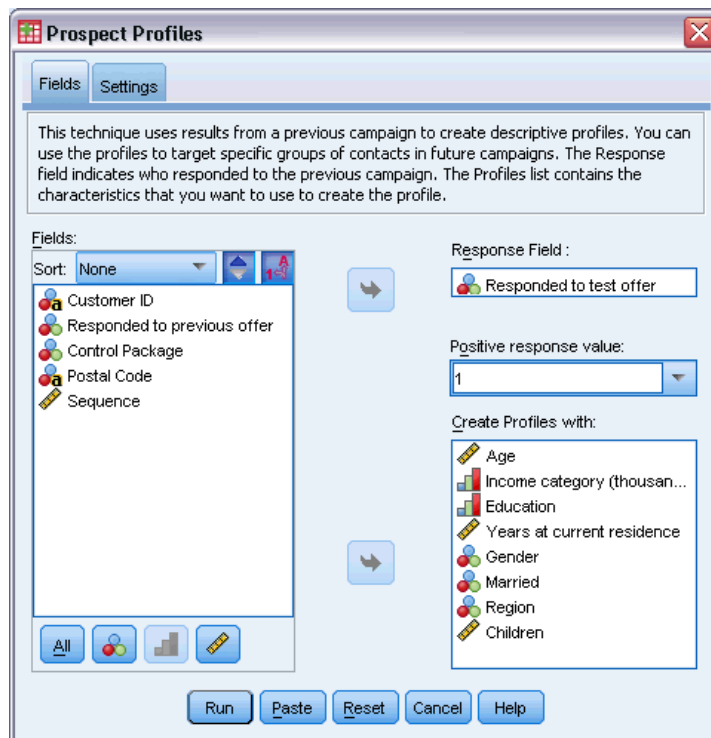 Prospect Profiles
Fields
Settings
This technique uses results from a previous campaign to create descriptive profiles. You can
use the profiles to target specific groups of contacts in future campaigns. The Response
field indicates who responded to the previous campaign. The Profiles list contains the
characteristics that you want to use to create the profile.
Fields:
Sort: None
Customer ID
Responded to previous offer
Control Package
Postal Code
Sequence
All
Response Field :
Responded to test offer
Positive response value:
1
Create Profiles with:
Age
Income category (thousan...
Education
Years at current residence
Gender
Married
Region
Children
Run
Paste
Reset
Cancel
Help